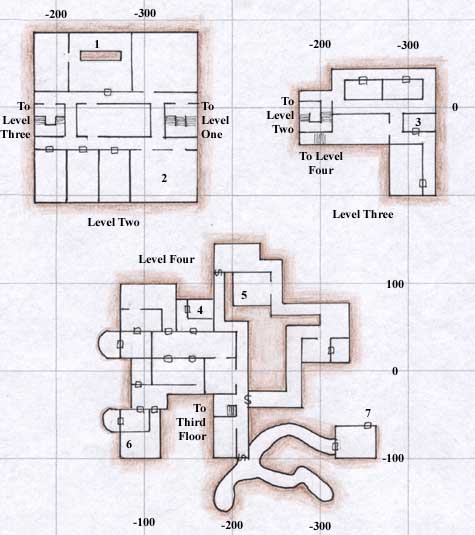 -200
-300
1
To
Level
Three
To
Level
One
2
Level Two
-200
-300
0
To
Level
Two
3
To Level
Four
Level Three
Level Four
100
5
4
S
0
S
To
Third
Floor
7
6
S
-100
-100
-200
-300